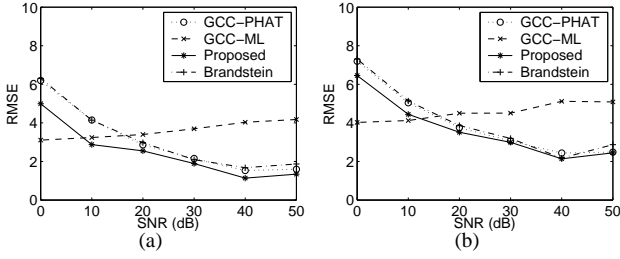 10
8
6
4
2
0
RMSE
GCC−PHAT
GCC−ML
Proposed
Brandstein
0 10 20 30 40 50
SNR (dB)
(a)
10
8
6
4
2
0
RMSE
GCC−PHAT
GCC−ML
Proposed
Brandstein
0 10 20 30 40 50
SNR (dB)
(b)